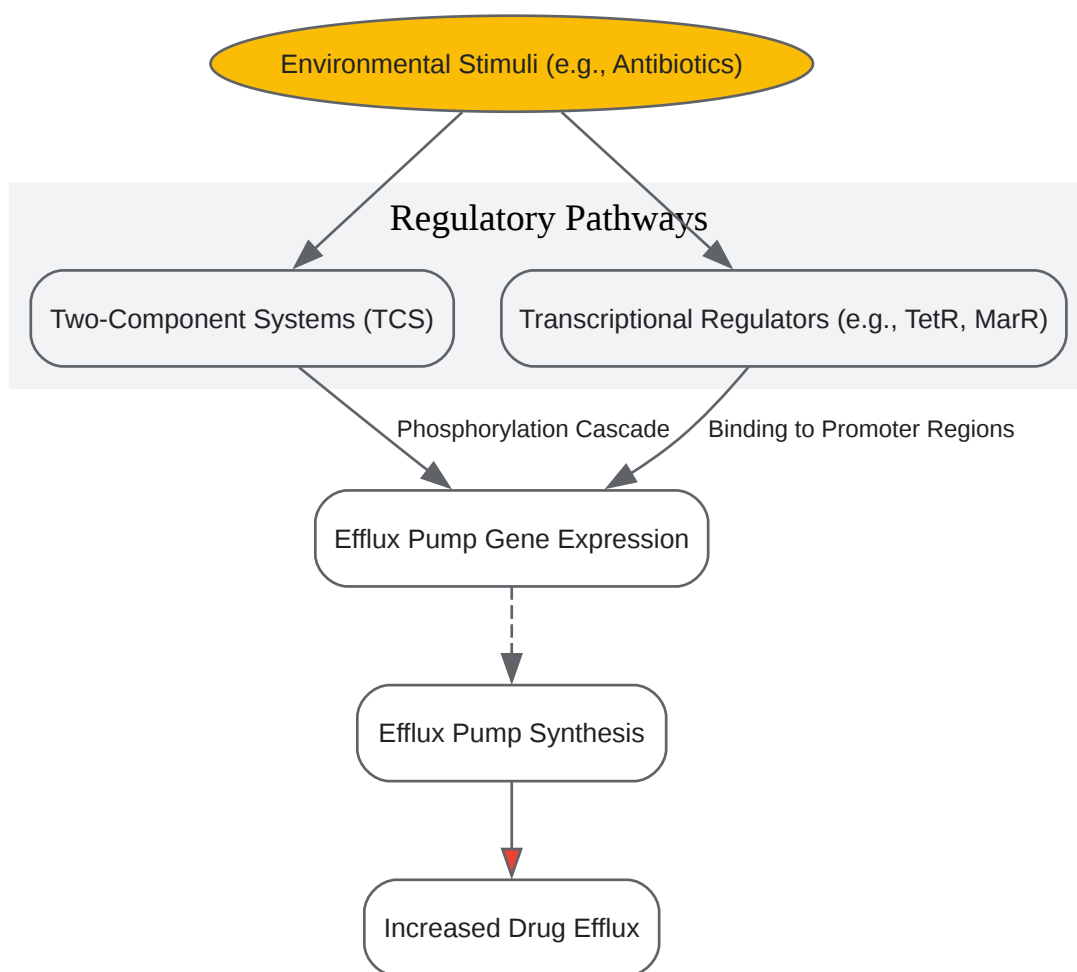 Environmental Stimuli (e.g., Antibiotics)
Regulatory Pathways
Two-Component Systems (TCS)
Transcriptional Regulators (e.g., TetR, MarR)
Phosphorylation Cascade
Binding to Promoter Regions
Efflux Pump Gene Expression
Efflux Pump Synthesis
Increased Drug Efflux